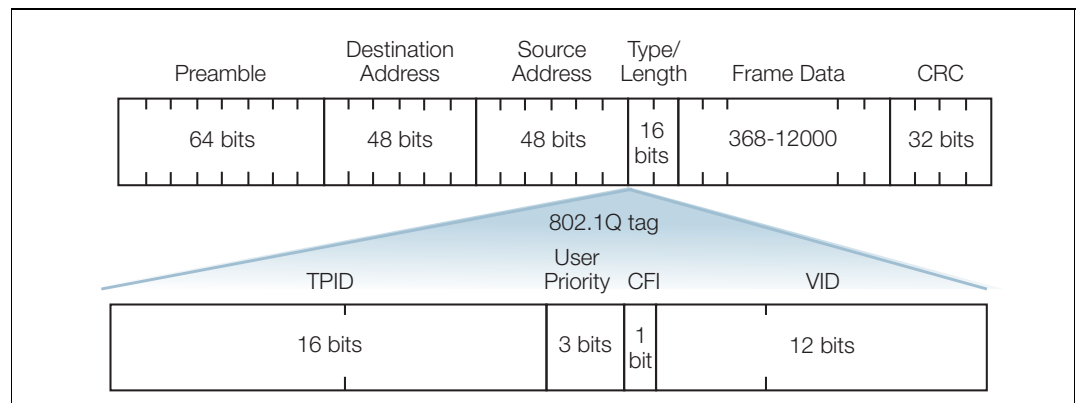 Preamble
Destination
Address
Source
Address
Type/
Length
Frame Data
CRC
64 bits
48 bits
48 bits
16
bits
368-12000
32 bits
802.1Q tag
TPID
User
Priority
CFI
VID
16 bits
3 bits
1
bit
12 bits